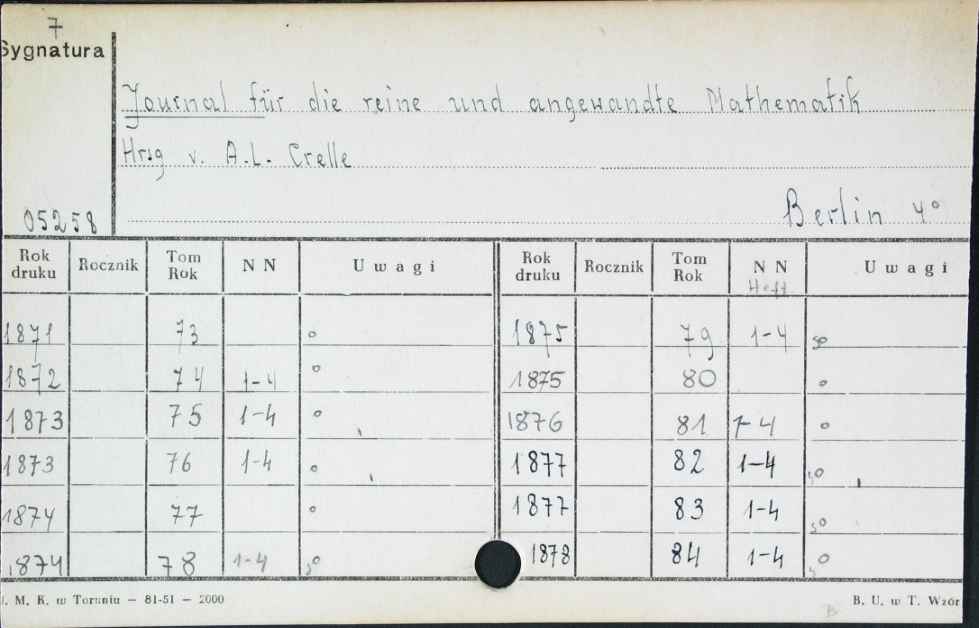 7
Sygnatura
Journal für die reine und angewandte Mathematik
Hrsg v. A.L. Crelle
05258
Berlin 4°
Rok druku Rocznik Tom Rok N N Uwagi Rok druku Rocznik Tom Rok N N Heft Uwagi
1871 73 ° 1875 79 1-4
1872 74 1-4 ° 1875 80 °
1873 75 1-4 ° 1876 81 1-4 °
1873 76 1-4 ° 1877 82 1-4 °
1874 77 ° 1877 83 1-4 °
1874 78 1-4 ° 1878 84 1-4 °
M. K. w Toruniu — 81-51 — 2000
B. U. w T. Wzór
B